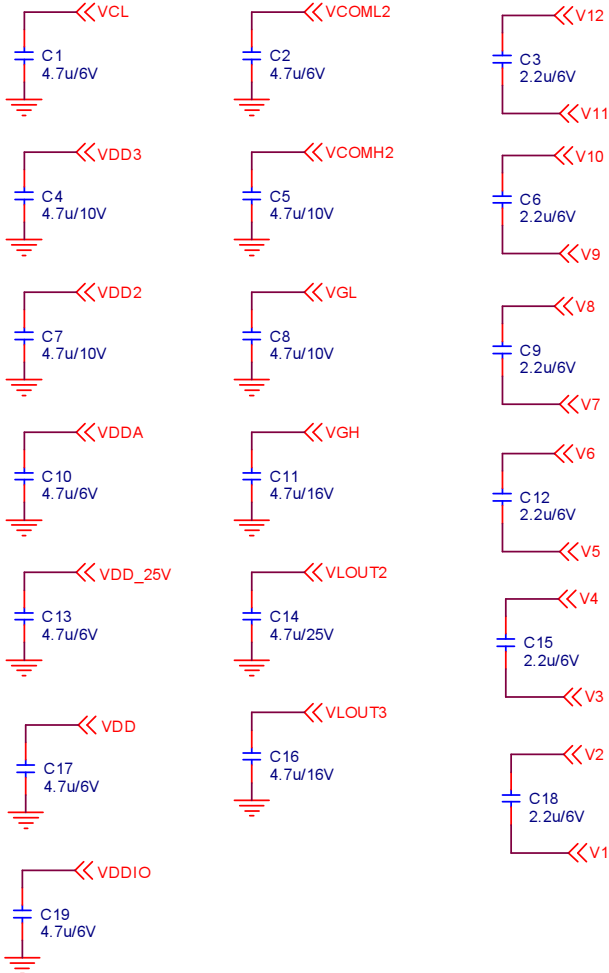 VCL
C1
4.7u/6V
VCOML2
C2
4.7u/6V
V12
C3
2.2u/6V
V11
VDD3
C4
4.7u/10V
VCOMH2
C5
4.7u/10V
V10
C6
2.2u/6V
V9
VDD2
C7
4.7u/10V
VGL
C8
4.7u/10V
V8
C9
2.2u/6V
V7
VDDA
C10
4.7u/6V
VGH
C11
4.7u/16V
V6
C12
2.2u/6V
V5
VDD_25V
C13
4.7u/6V
VLOUT2
C14
4.7u/25V
V4
C15
2.2u/6V
V3
VDD
C17
4.7u/6V
VLOUT3
C16
4.7u/16V
V2
C18
2.2u/6V
V1
VDDIO
C19
4.7u/6V